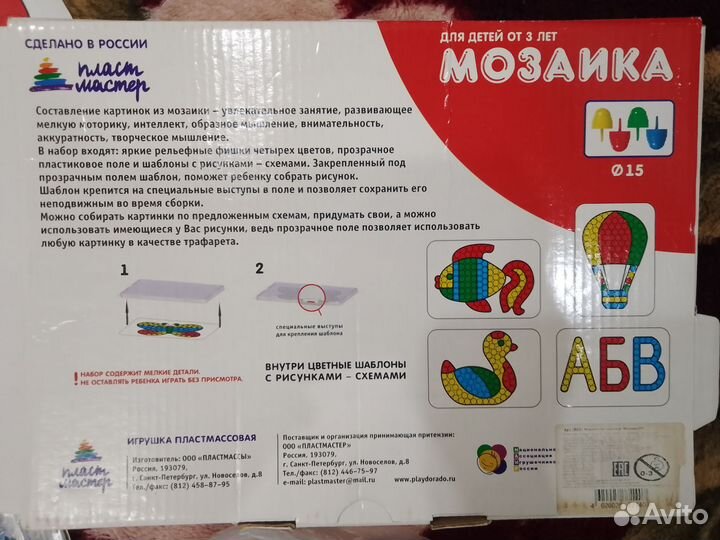 СДЕЛАНО В РОССИИ
пласт
мастер
ДЛЯ ДЕТЕЙ ОТ 3 ЛЕТ
МОЗАИКА
Ø15
Составление картинок из мозаики – увлекательное занятие, развивающее
мелкую моторику, интеллект, образное мышление, внимательность,
аккуратность, творческое мышление.
В набор входят: яркие рельефные фишки четырех цветов, прозрачное
пластиковое поле и шаблоны с рисунками – схемами. Закрепленный под
прозрачным полем шаблон, поможет ребенку собрать рисунок.
Шаблон крепится на специальные выступы в поле и позволяет сохранить его
неподвижным во время сборки.
Можно собирать картинки по предложенным схемам, придумать свои, а можно
использовать имеющиеся у Вас рисунки, ведь прозрачное поле позволяет использовать
любую картинку в качестве трафарета.
1
2
специальные выступы
для крепления шаблона
! НАБОР СОДЕРЖИТ МЕЛКИЕ ДЕТАЛИ.
НЕ ОСТАВЛЯТЬ РЕБЕНКА ИГРАТЬ БЕЗ ПРИСМОТРА.
ВНУТРИ ЦВЕТНЫЕ ШАБЛОНЫ
С РИСУНКАМИ – СХЕМАМИ
АБВ
пласт
мастер
ИГРУШКА ПЛАСТМАССОВАЯ
Изготовитель: ООО «ПЛАСТМАССЫ»
Россия, 193079,
г. Санкт-Петербург, ул. Новоселов, д.8
Тел./факс: (812) 458-87-95
Поставщик и организация принимающая претензии:
ООО «ПЛАСТМАСТЕР»
Россия, 193079,
г. Санкт-Петербург, ул. Новоселов, д.8
Тел./факс: (812) 446-75-97
e-mail: plastmaster@mail.ru
www.playdorado.ru
ациональная
ссоциация
грушечников
оссии
EAC
0-3
Avito